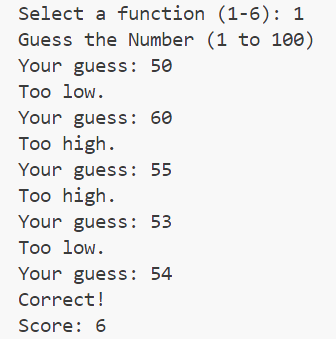 Select a function (1-6): 1
Guess the Number (1 to 100)
Your guess: 50
Too low.
Your guess: 60
Too high.
Your guess: 55
Too high.
Your guess: 53
Too low.
Your guess: 54
Correct!
Score: 6